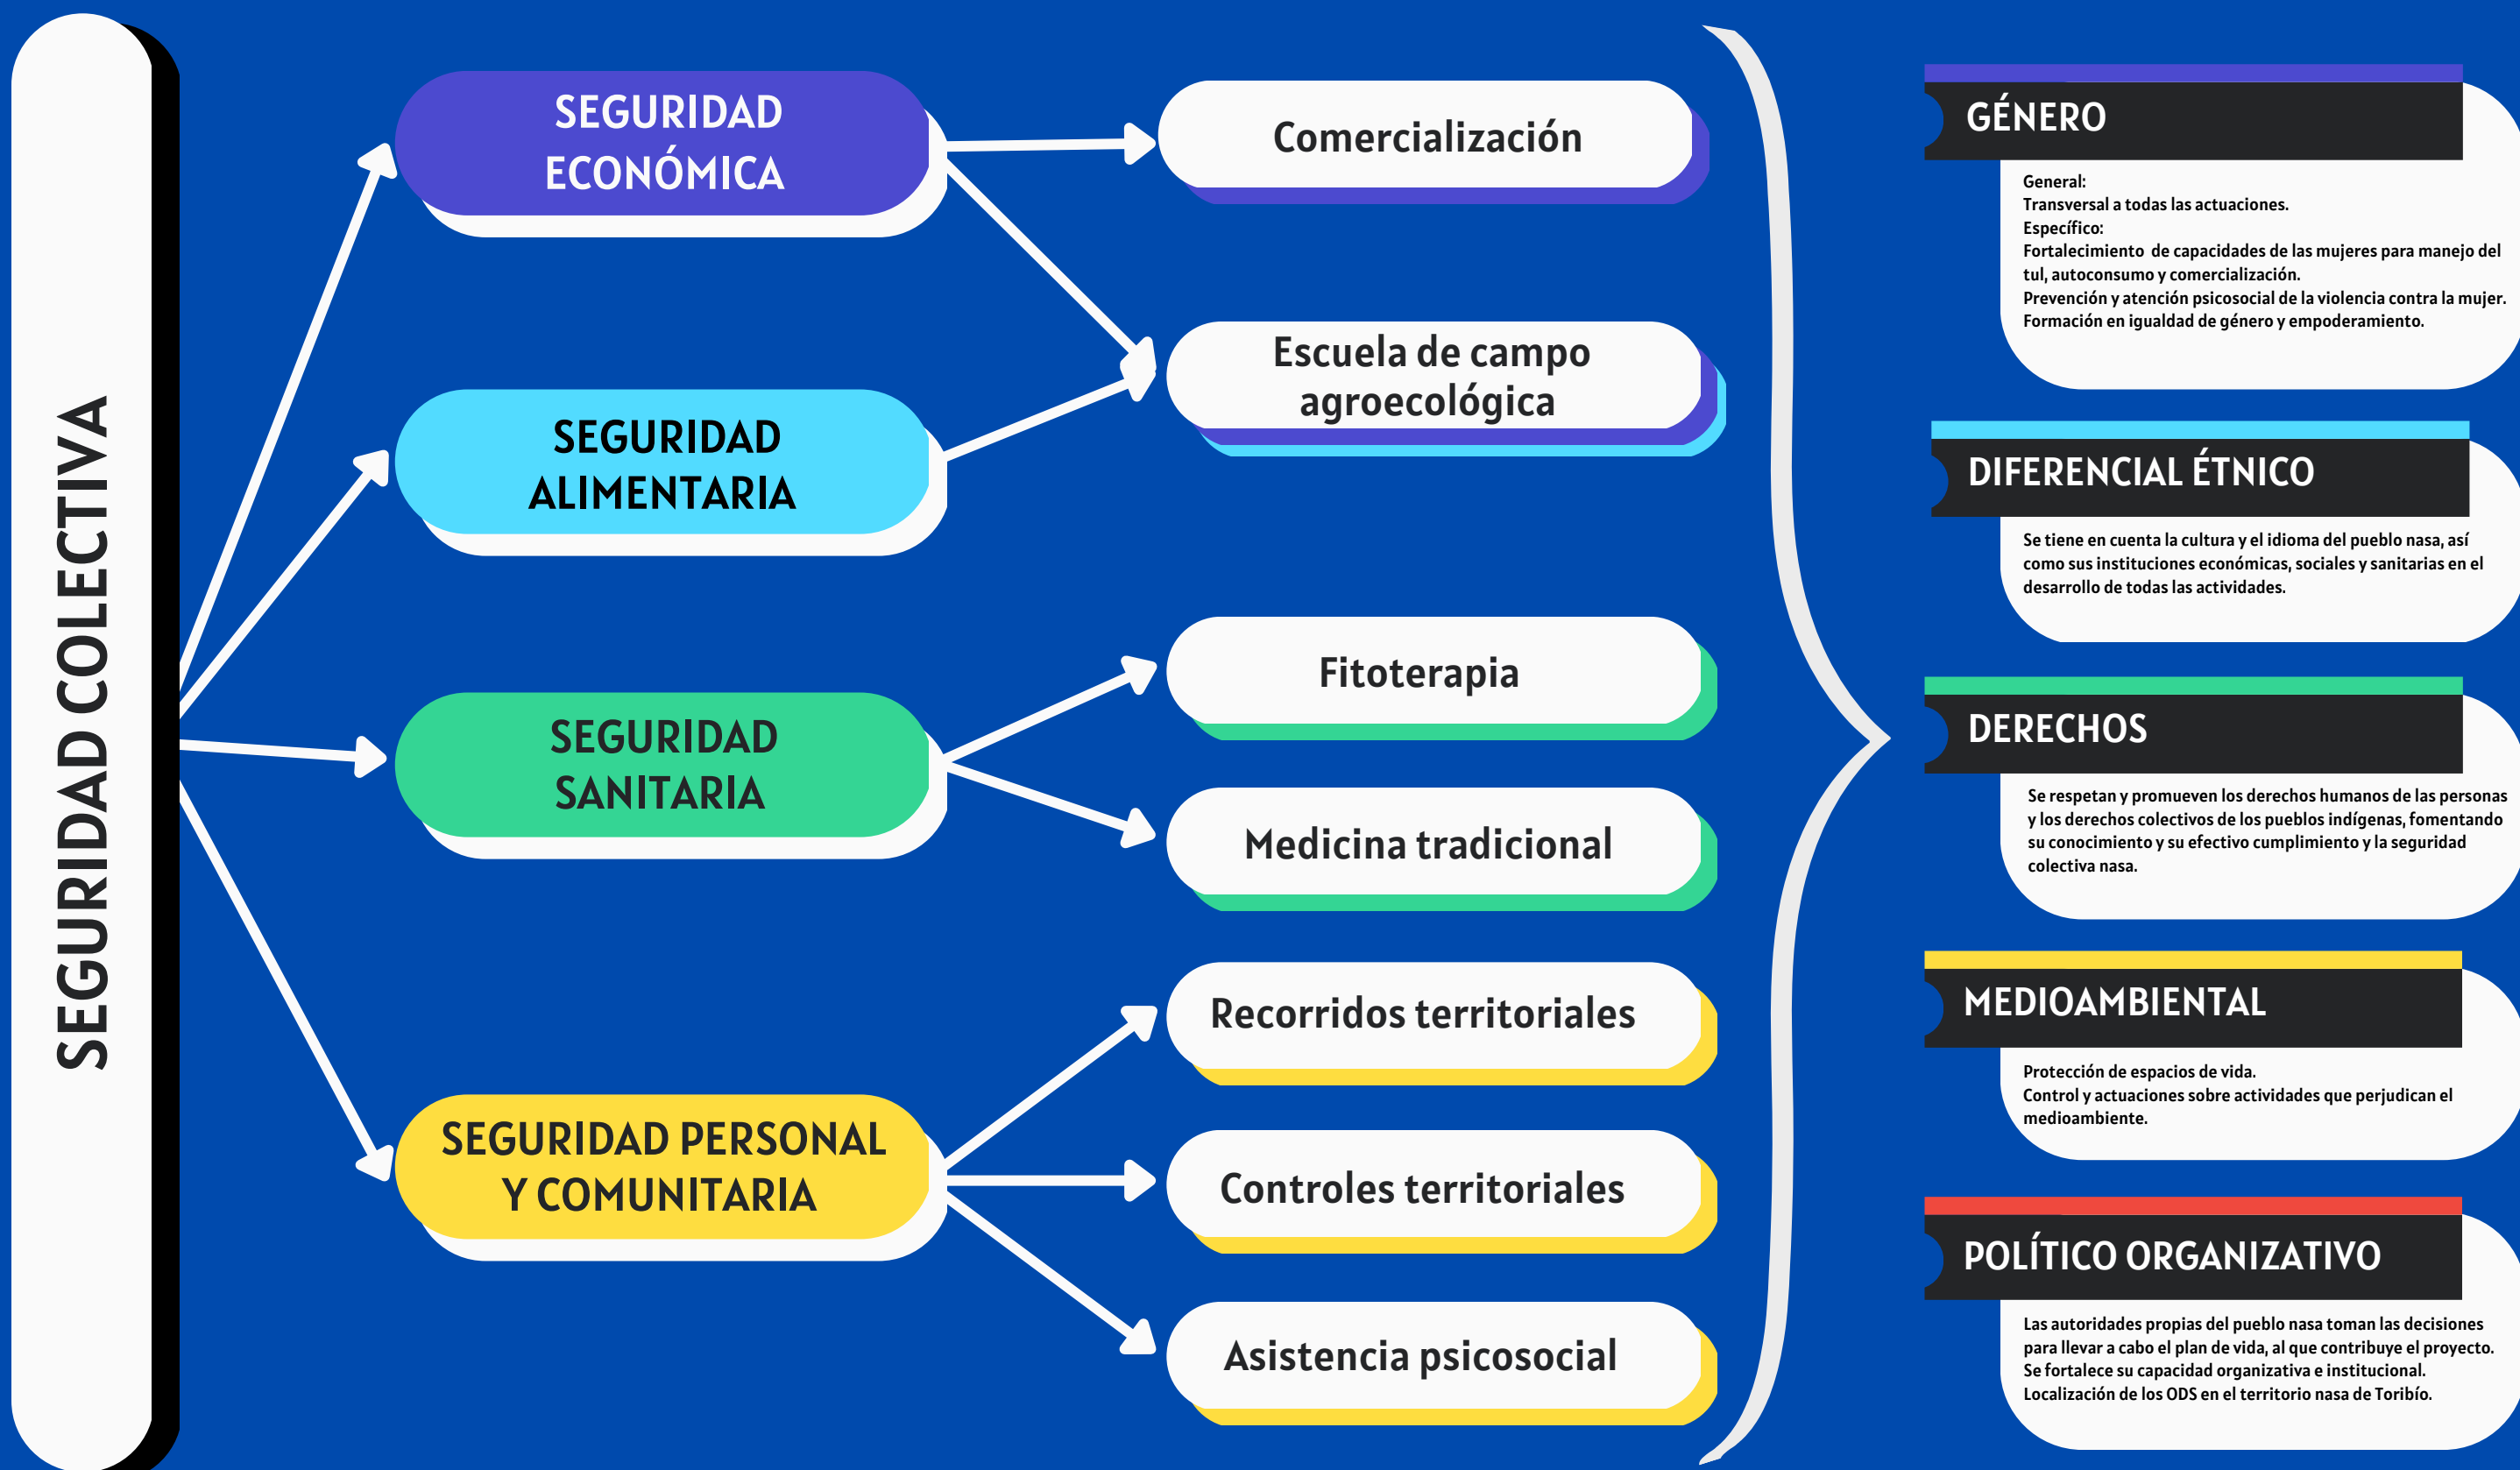 SEGURIDAD COLECTIVA
SEGURIDAD
ECONÓMICA
SEGURIDAD
ALIMENTARIA
SEGURIDAD
SANITARIA
SEGURIDAD PERSONAL
Y COMUNITARIA
Comercialización
Escuela de campo
agroecológica
Fitoterapia
Medicina tradicional
Recorridos territoriales
Controles territoriales
Asistencia psicosocial
GÉNERO
General:
Transversal a todas las actuaciones.
Específico:
Fortalecimiento de capacidades de las mujeres para manejo del
tul, autoconsumo y comercialización.
Prevención y atención psicosocial de la violencia contra la mujer.
Formación en igualdad de género y empoderamiento.
DIFERENCIAL ÉTNICO
Se tiene en cuenta la cultura y el idioma del pueblo nasa, así
como sus instituciones económicas, sociales y sanitarias en el
desarrollo de todas las actividades.
DERECHOS
Se respetan y promueven los derechos humanos de las personas
y los derechos colectivos de los pueblos indígenas, fomentando
su conocimiento y su efectivo cumplimiento y la seguridad
colectiva nasa.
MEDIOAMBIENTAL
Protección de espacios de vida.
Control y actuaciones sobre actividades que perjudican el
medioambiente.
POLÍTICO ORGANIZATIVO
Las autoridades propias del pueblo nasa toman las decisiones
para llevar a cabo el plan de vida, al que contribuye el proyecto.
Se fortalece su capacidad organizativa e institucional.
Localización de los ODS en el territorio nasa de Toribío.